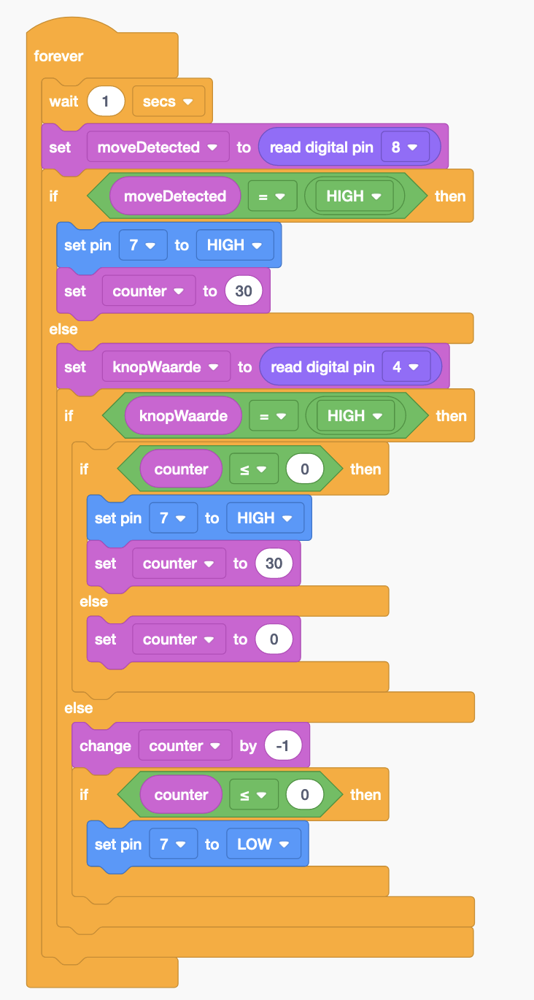 forever
wait 1 secs
set moveDetected to read digital pin 8
if moveDetected = HIGH then
set pin 7 to HIGH
set counter to 30
else
set knopWaarde to read digital pin 4
if knopWaarde = HIGH then
if counter ≤ 0 then
set pin 7 to HIGH
set counter to 30
else
set counter to 0
else
change counter by -1
if counter ≤ 0 then
set pin 7 to LOW